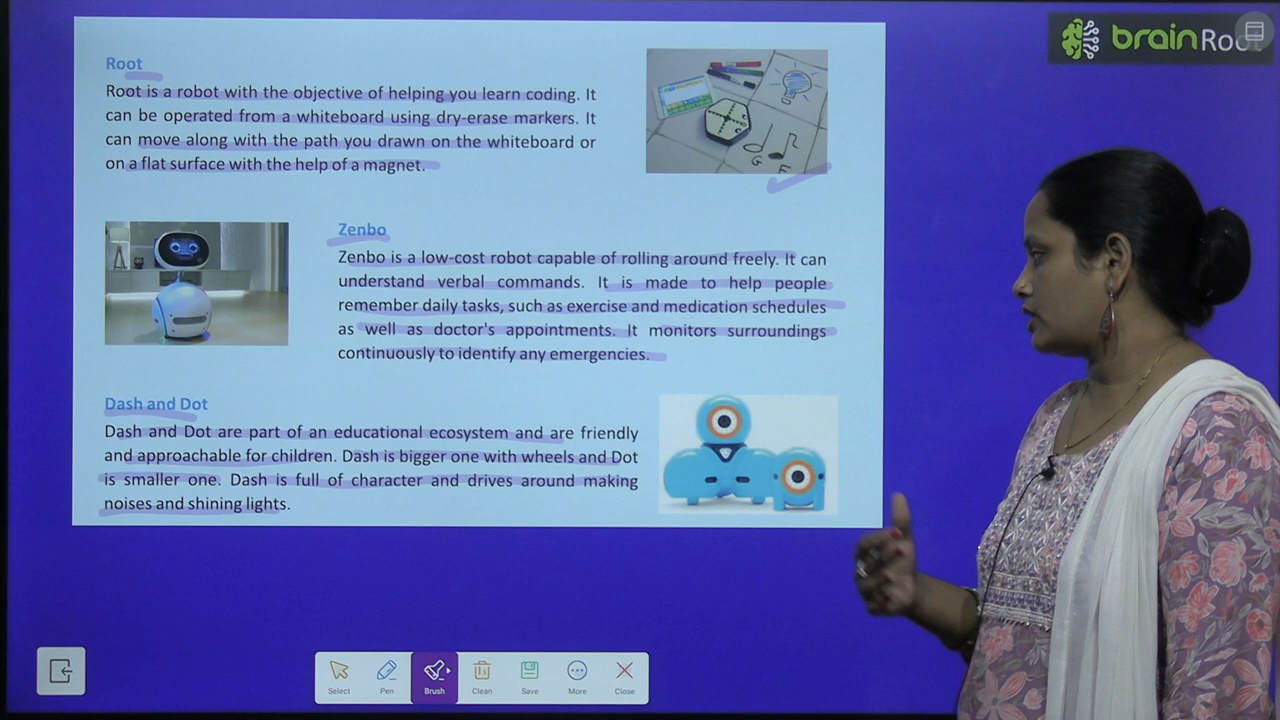 brainRoot
Root
Root is a robot with the objective of helping you learn coding. It
can be operated from a whiteboard using dry-erase markers. It
can move along with the path you drawn on the whiteboard or
on a flat surface with the help of a magnet.
G
F
Zenbo
Zenbo is a low-cost robot capable of rolling around freely. It can
understand verbal commands. It is made to help people
remember daily tasks, such as exercise and medication schedules
as well as doctor's appointments. It monitors surroundings
continuously to identify any emergencies.
Dash and Dot
Dash and Dot are part of an educational ecosystem and are friendly
and approachable for children. Dash is bigger one with wheels and Dot
is smaller one. Dash is full of character and drives around making
noises and shining lights.
Select Pen Brush Clean Save More Close